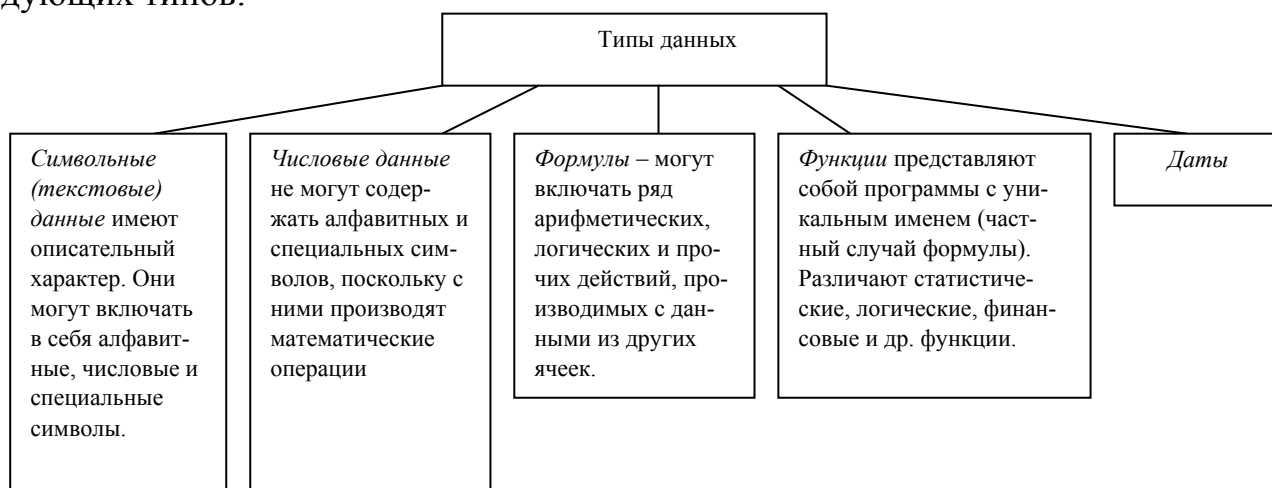 дующих типов:
Типы данных
Символьные
(текстовые)
данные имеют
описательный
характер. Они
могут включать
в себя алфавит-
ные, числовые и
специальные
символы.
Числовые данные
не могут содер-
жать алфавитных и
специальных сим-
волов, поскольку с
ними производят
математические
операции
Формулы – могут
включать ряд
арифметических,
логических и про-
чих действий, про-
изводимых с дан-
ными из других
ячеек.
Функции представляют
собой программы с уни-
кальным именем (част-
ный случай формулы).
Различают статистиче-
ские, логические, финан-
совые и др. функции.
Даты